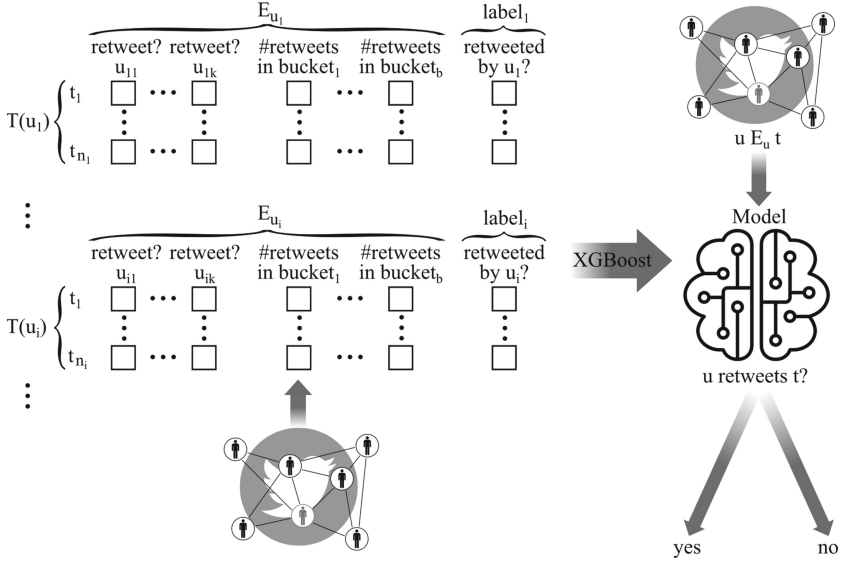 E_{u_1} label_1
retweet? retweet? #retweets #retweets retweeted
u_{11} u_{1k} in bucket_1 in bucket_b by u_1?
t_1
T(u_1)
t_{n_1}
E_{u_i} label_i
retweet? retweet? #retweets #retweets retweeted
u_{i1} u_{ik} in bucket_1 in bucket_b by u_i?
t_1
T(u_i)
t_{n_i}
XGBoost
u E_u t
Model
u retweets t?
yes no